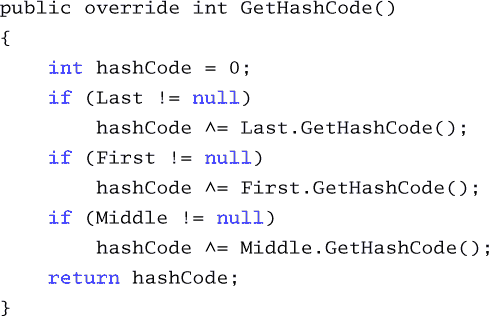 public override int GetHashCode()
{
    int hashCode = 0;
    if (Last != null)
        hashCode ^= Last.GetHashCode();
    if (First != null)
        hashCode ^= First.GetHashCode();
    if (Middle != null)
        hashCode ^= Middle.GetHashCode();
    return hashCode;
}